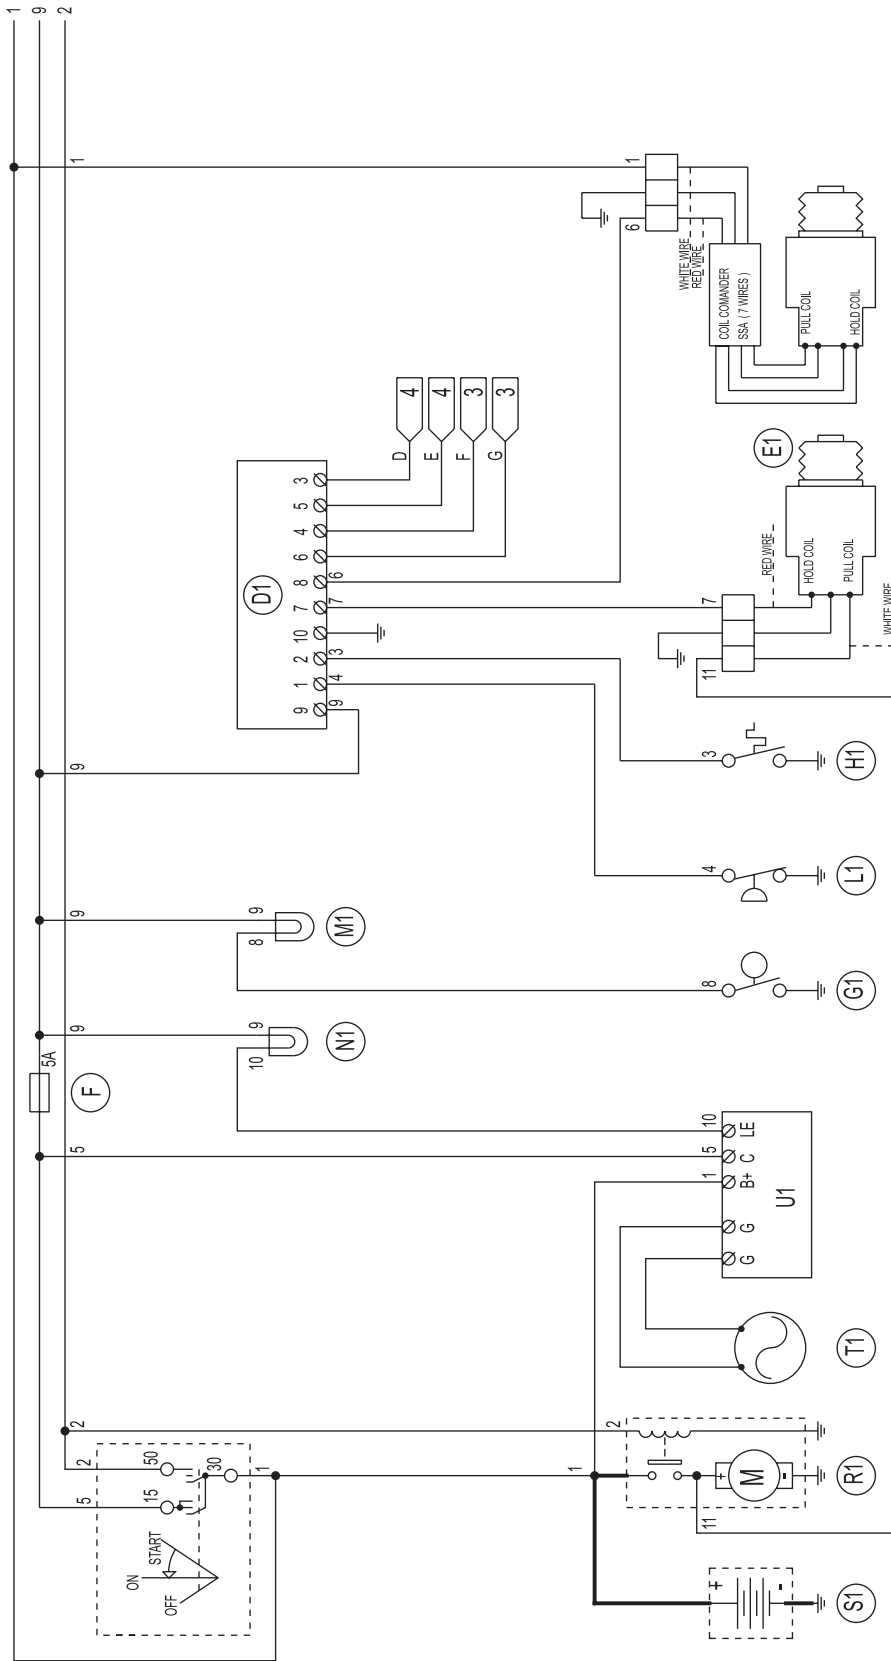 1
9
2
1
1
6
WHITE WIRE
RED WIRE
COIL COMANDER
SSA ( 7 WIRES )
PULL COIL
HOLD COIL
4
4
3
3
D
E
F
G
E1
D1
3
5
4
6
8
7
10
2
1
9
6
7
3
4
9
RED WIRE
HOLD COIL
PULL COIL
WHITE WIRE
7
11
9
3
H1
4
L1
9
9
8
M1
8
G1
9
9
10
N1
5A
F
5
10
5
1
LE
C
B+
G
G
U1
T1
2
2
50
30
1
5
15
START
ON
OFF
1
2
+
M
-
R1
11
+
-
S1